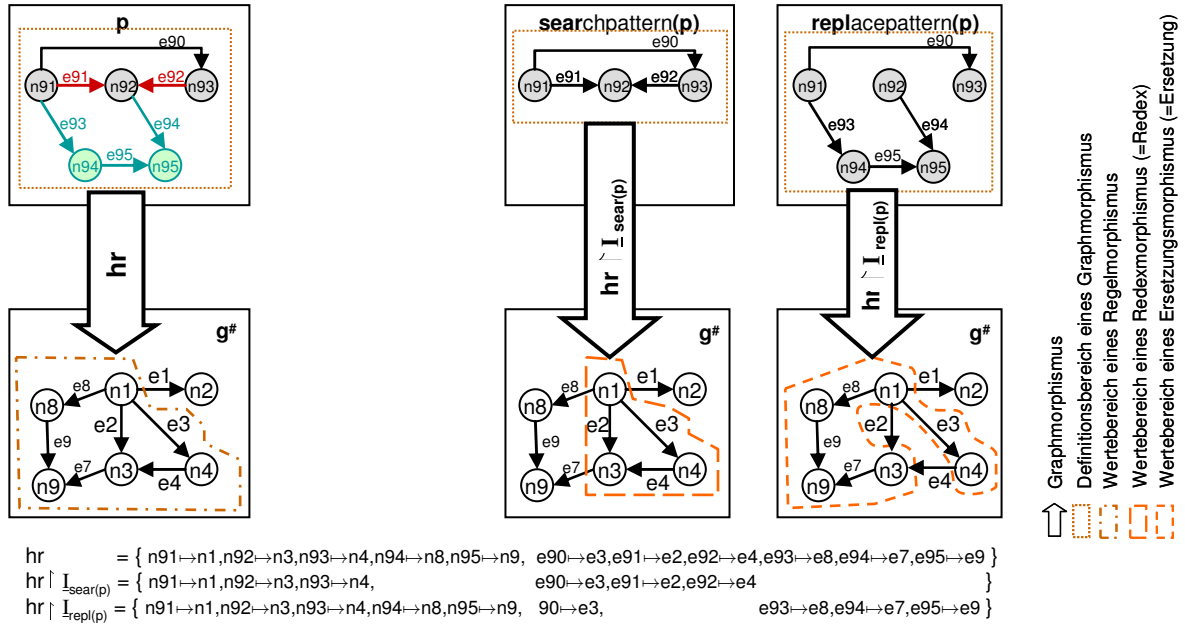 p
e90
n91 e91 n92 e92 n93
e93 e94
n94 e95 n95
hr
g#
n1 e1 n2
e8
n8 e2 e3
e9
n9 e7 n3 e4 n4
searchpattern(p)
e90
n91 e91 n92 e92 n93
hr ↾ I sear(p)
g#
n1 e1 n2
e8
n8 e2 e3
e9
n9 e7 n3 e4 n4
replacepattern(p)
e90
n91 n92 n93
e93 e94
n94 e95 n95
hr ↾ I repl(p)
g#
n1 e1 n2
e8
n8 e2 e3
e9
n9 e7 n3 e4 n4
Graphmorphismus
Definitionsbereich eines Graphmorphismus
Wertebereich eines Regelmorphismus
Wertebereich eines Redexmorphismus (=Redex)
Wertebereich eines Ersetzungsmorphismus (=Ersetzung)
hr = { n91↦n1,n92↦n3,n93↦n4,n94↦n8,n95↦n9, e90↦e3,e91↦e2,e92↦e4,e93↦e8,e94↦e7,e95↦e9 }
hr ↾ I sear(p) = { n91↦n1,n92↦n3,n93↦n4, e90↦e3,e91↦e2,e92↦e4 }
hr ↾ I repl(p) = { n91↦n1,n92↦n3,n93↦n4,n94↦n8,n95↦n9, 90↦e3, e93↦e8,e94↦e7,e95↦e9 }